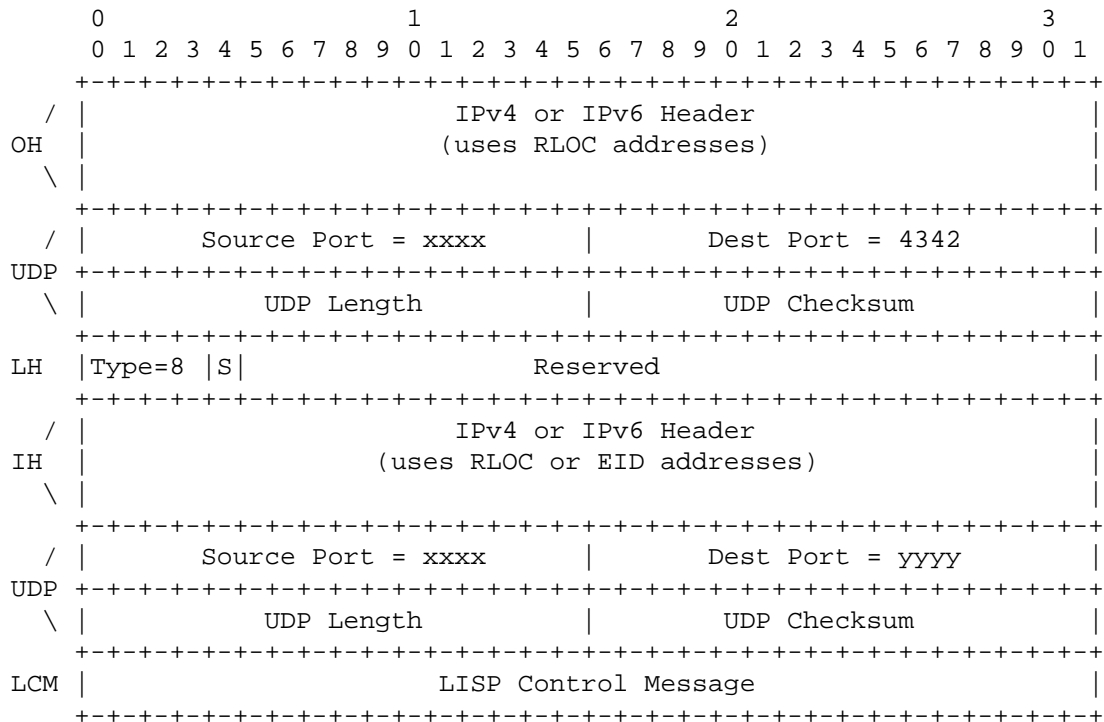 0                   1                   2                   3
 0 1 2 3 4 5 6 7 8 9 0 1 2 3 4 5 6 7 8 9 0 1 2 3 4 5 6 7 8 9 0 1
    +-+-+-+-+-+-+-+-+-+-+-+-+-+-+-+-+-+-+-+-+-+-+-+-+-+-+-+-+-+-+-+-+
  / |                       IPv4 or IPv6 Header                     |
OH  |                      (uses RLOC addresses)                    |
  \ |                                                               |
    +-+-+-+-+-+-+-+-+-+-+-+-+-+-+-+-+-+-+-+-+-+-+-+-+-+-+-+-+-+-+-+-+
  / |       Source Port = xxxx      |       Dest Port = 4342        |
UDP +-+-+-+-+-+-+-+-+-+-+-+-+-+-+-+-+-+-+-+-+-+-+-+-+-+-+-+-+-+-+-+-+
  \ |           UDP Length          |        UDP Checksum           |
    +-+-+-+-+-+-+-+-+-+-+-+-+-+-+-+-+-+-+-+-+-+-+-+-+-+-+-+-+-+-+-+-+
LH  |Type=8 |S|                  Reserved                           |
    +-+-+-+-+-+-+-+-+-+-+-+-+-+-+-+-+-+-+-+-+-+-+-+-+-+-+-+-+-+-+-+-+
  / |                       IPv4 or IPv6 Header                     |
IH  |                  (uses RLOC or EID addresses)                 |
  \ |                                                               |
    +-+-+-+-+-+-+-+-+-+-+-+-+-+-+-+-+-+-+-+-+-+-+-+-+-+-+-+-+-+-+-+-+
  / |       Source Port = xxxx      |       Dest Port = yyyy        |
UDP +-+-+-+-+-+-+-+-+-+-+-+-+-+-+-+-+-+-+-+-+-+-+-+-+-+-+-+-+-+-+-+-+
  \ |           UDP Length          |        UDP Checksum           |
    +-+-+-+-+-+-+-+-+-+-+-+-+-+-+-+-+-+-+-+-+-+-+-+-+-+-+-+-+-+-+-+-+
LCM |                      LISP Control Message                     |
    +-+-+-+-+-+-+-+-+-+-+-+-+-+-+-+-+-+-+-+-+-+-+-+-+-+-+-+-+-+-+-+-+